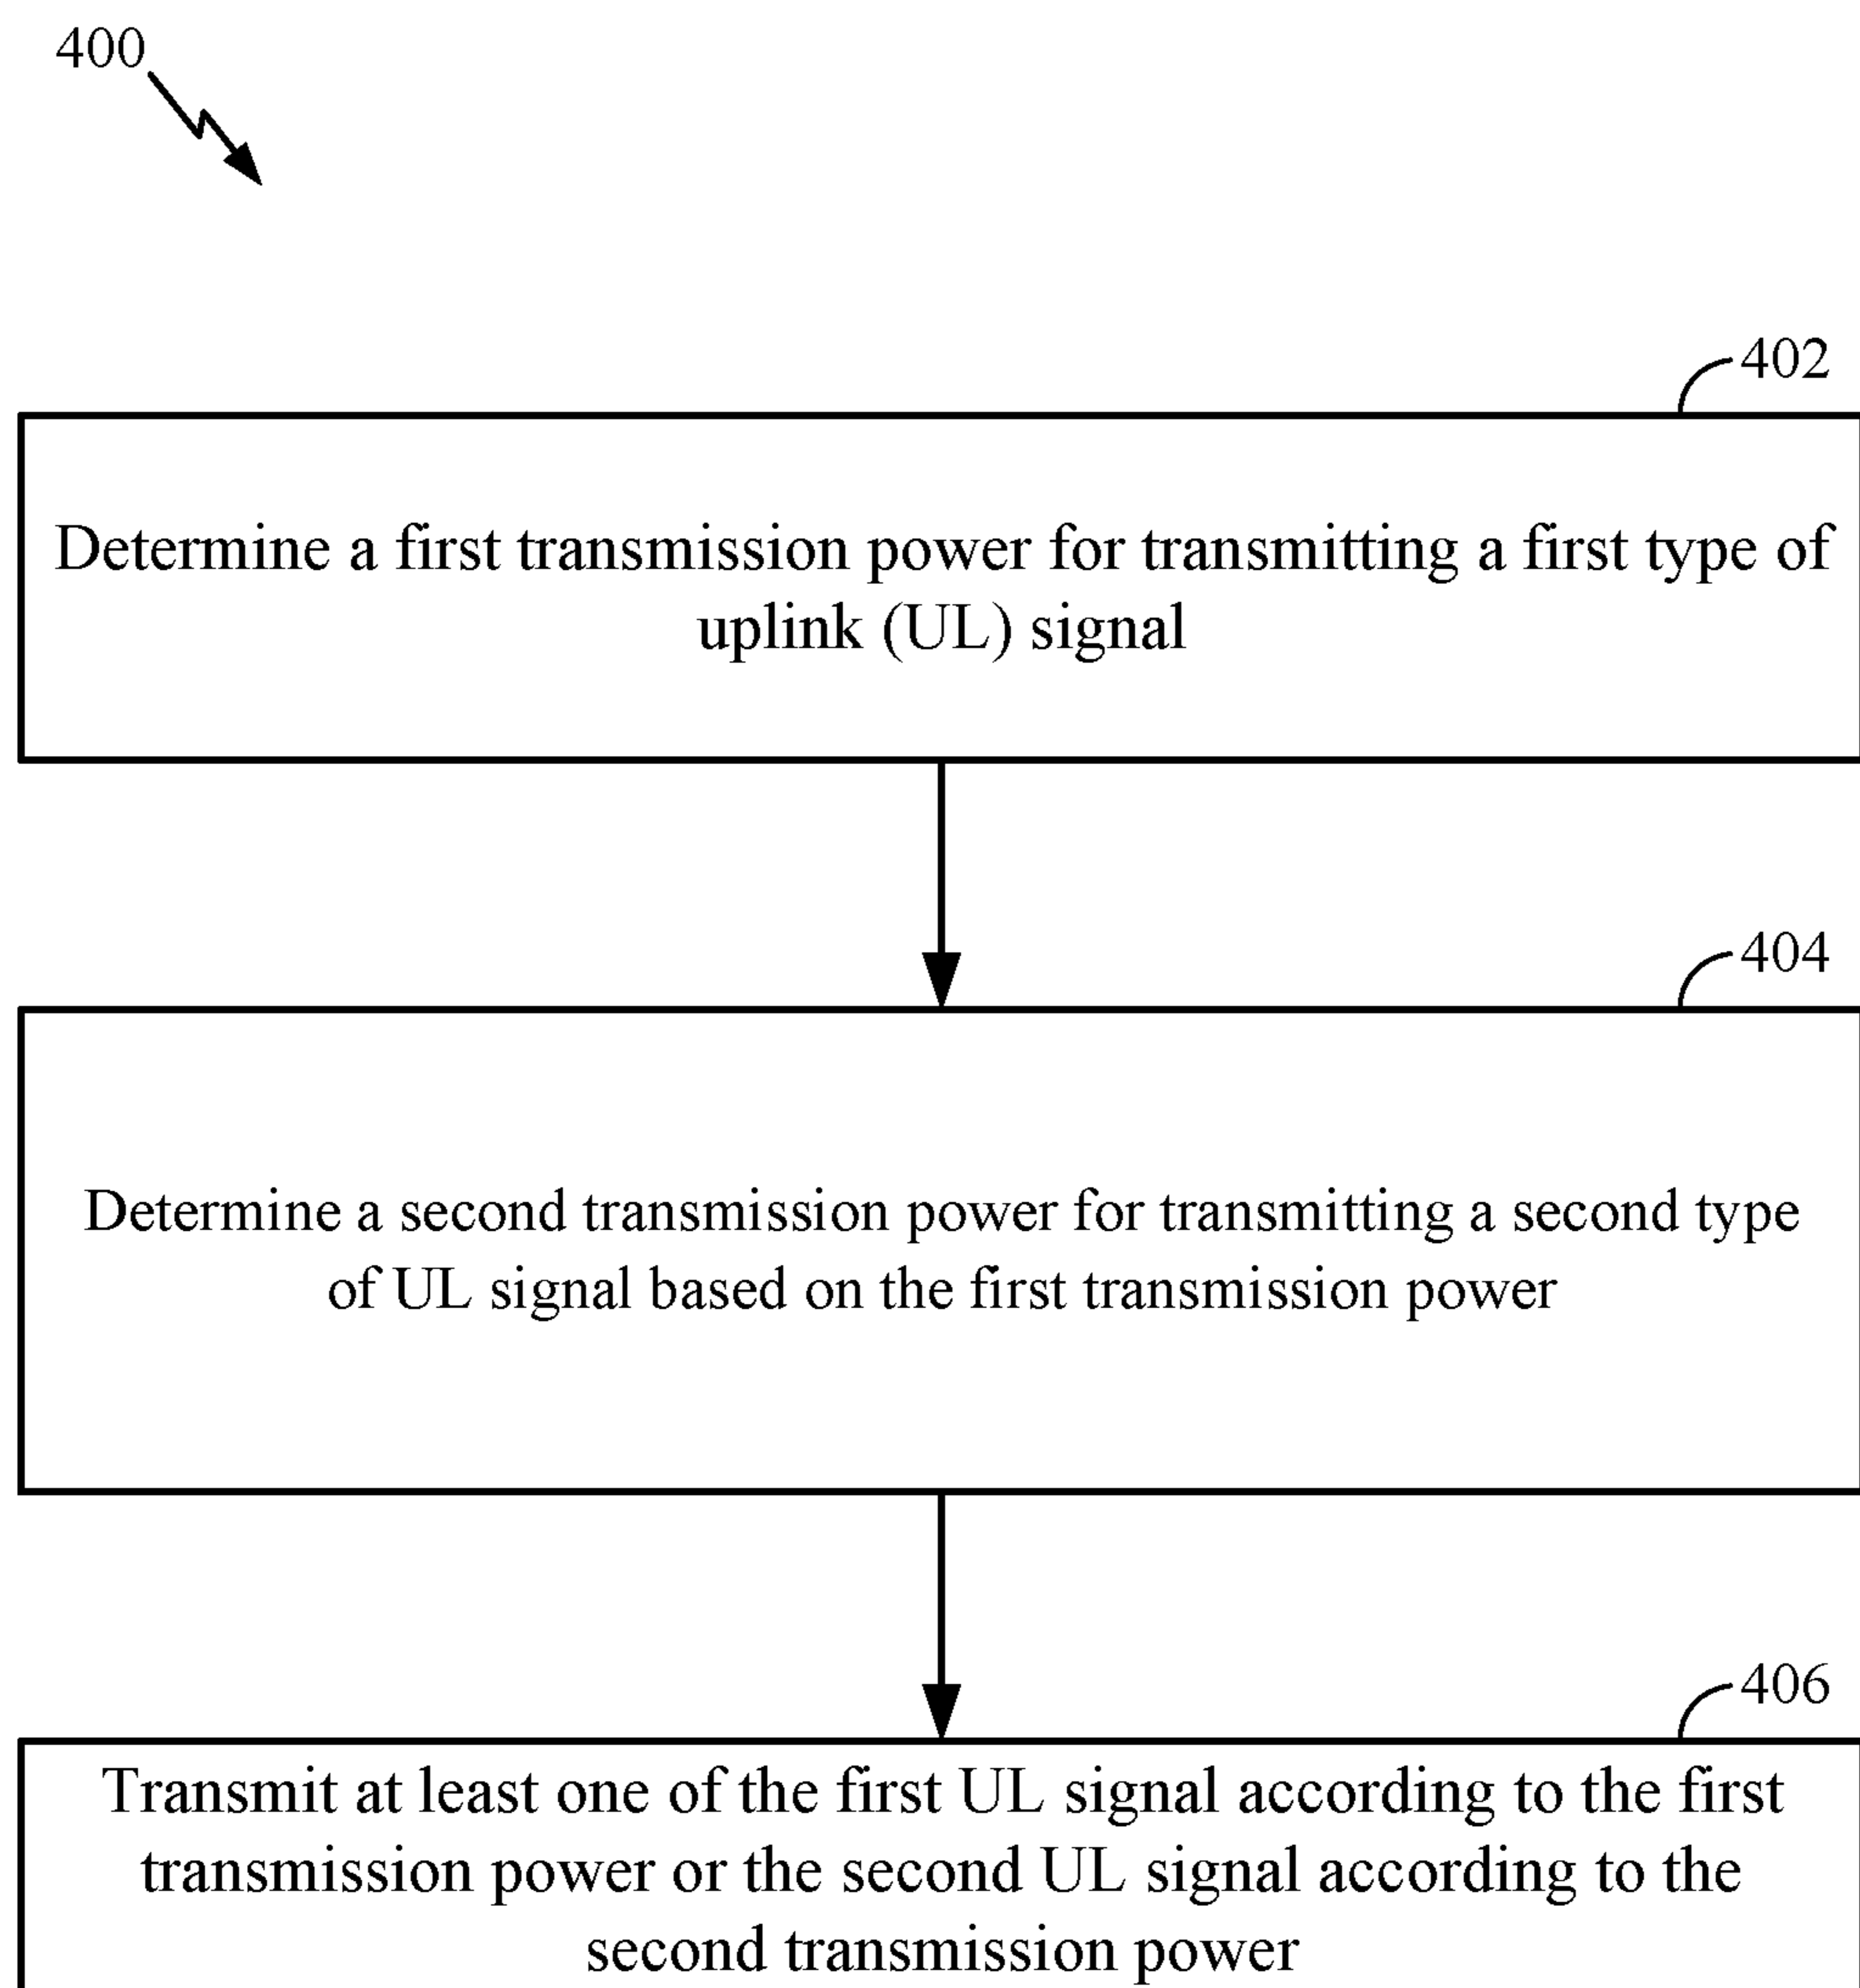 400
402
Determine a first transmission power for transmitting a first type of
uplink (UL) signal
404
Determine a second transmission power for transmitting a second type
of UL signal based on the first transmission power
406
Transmit at least one of the first UL signal according to the first
transmission power or the second UL signal according to the
second transmission power